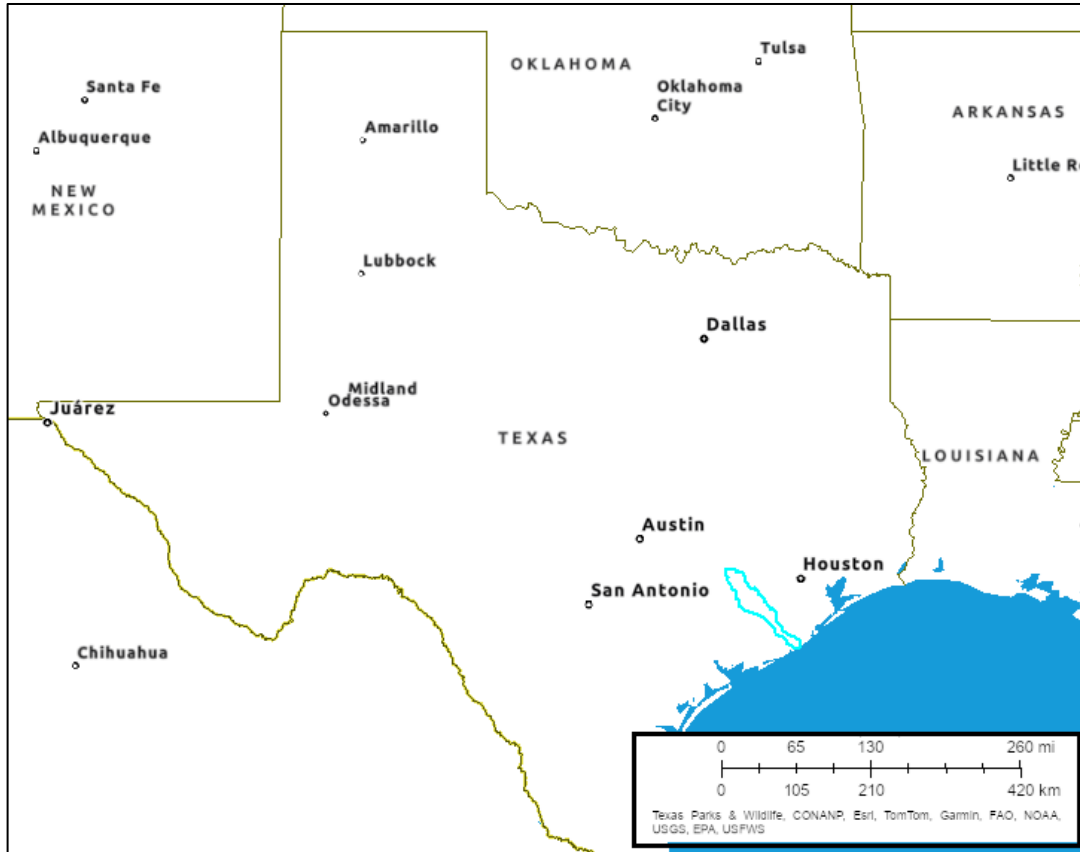 Tulsa
OKLAHOMA
Santa Fe
Oklahoma
City
ARKANSAS
Amarillo
Albuquerque
Little R
NEW
MEXICO
Lubbock
Dallas
Midland
Odessa
Juárez
TEXAS
LOUISIANA
Austin
Houston
San Antonio
Chihuahua
0 65 130 260 mi
0 105 210 420 km
Texas Parks & Wildlife, CONANP, Esri, TomTom, Garmin, FAO, NOAA,
USGS, EPA, USFWS